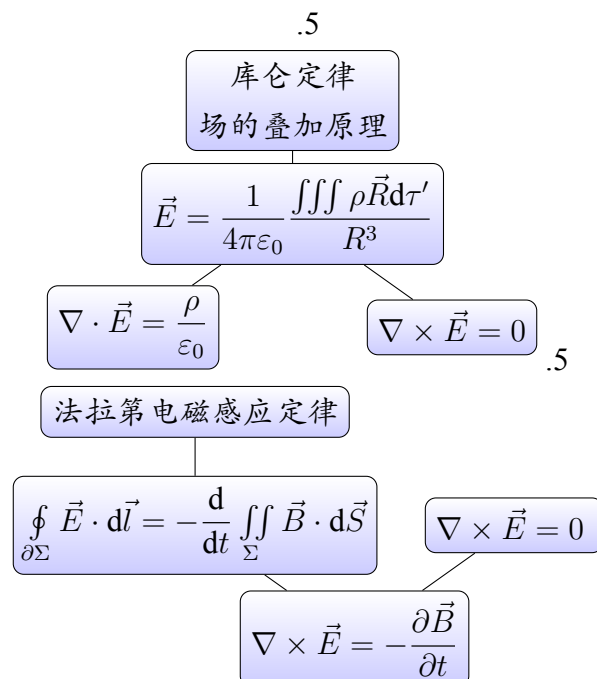 .5
库仑定律
场的叠加原理
$\vec{E} = \frac{1}{4\pi\varepsilon_0} \frac{\iiint \rho \vec{R} \mathrm{d}\tau'}{R^3}$
$\nabla \cdot \vec{E} = \frac{\rho}{\varepsilon_0}$
$\nabla \times \vec{E} = 0$
.5
法拉第电磁感应定律
$\oint_{\partial\Sigma} \vec{E} \cdot \mathrm{d}\vec{l} = -\frac{\mathrm{d}}{\mathrm{d}t} \iint_{\Sigma} \vec{B} \cdot \mathrm{d}\vec{S}$
$\nabla \times \vec{E} = 0$
$\nabla \times \vec{E} = -\frac{\partial \vec{B}}{\partial t}$